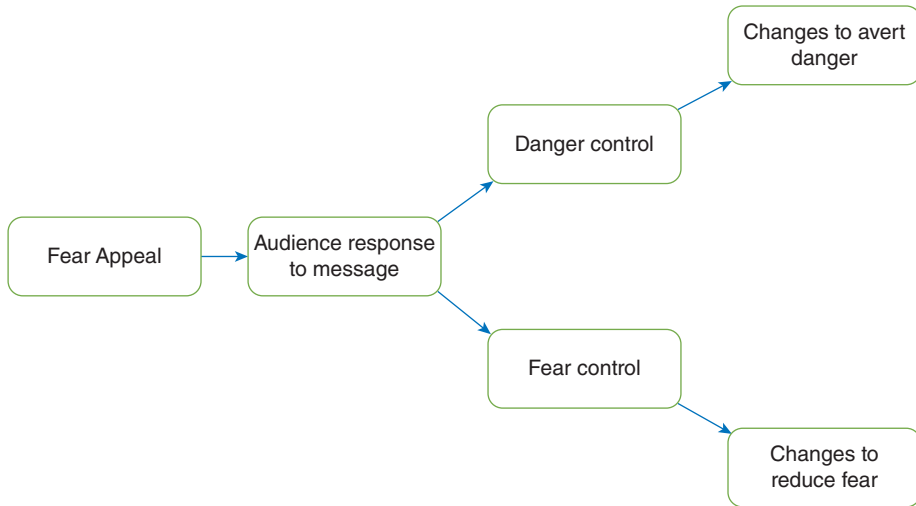 Fear Appeal
Audience response
to message
Danger control
Changes to avert
danger
Fear control
Changes to
reduce fear